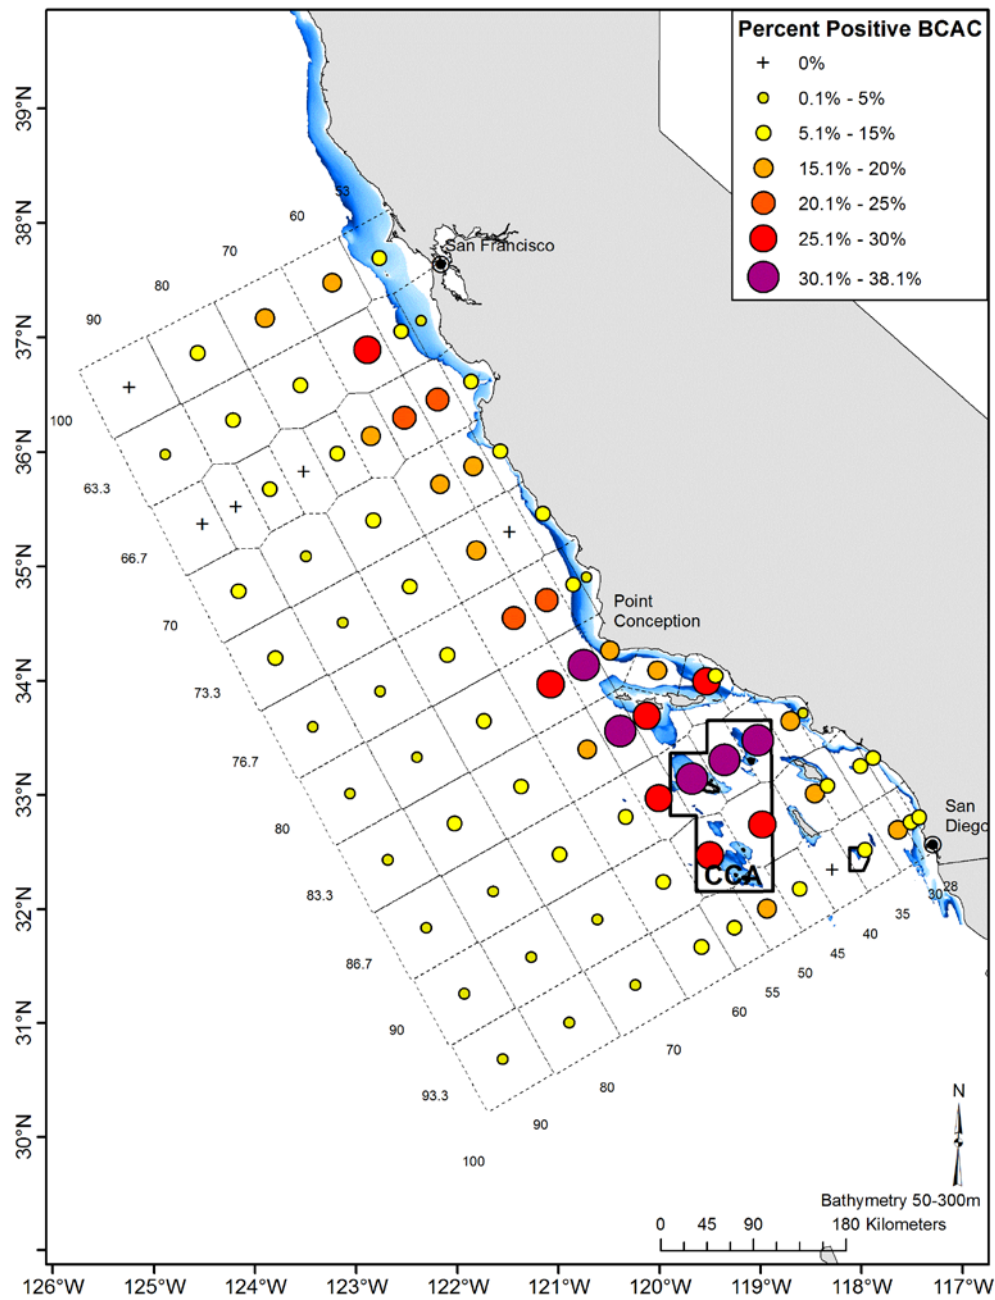 Percent Positive BCAC
0%
0.1% - 5%
5.1% - 15%
15.1% - 20%
20.1% - 25%
25.1% - 30%
30.1% - 38.1%
39°N
38°N
37°N
36°N
35°N
34°N
33°N
32°N
31°N
30°N
53
60
70
80
90
100
63.3
66.7
70
73.3
76.7
80
83.3
86.7
90
93.3
100
90
80
70
60
55
50
45
40
35
30
28
San Francisco
Point
Conception
San
Diego
CCA
N
Bathymetry 50-300m
0 45 90 180 Kilometers
126°W 125°W 124°W 123°W 122°W 121°W 120°W 119°W 118°W 117°W